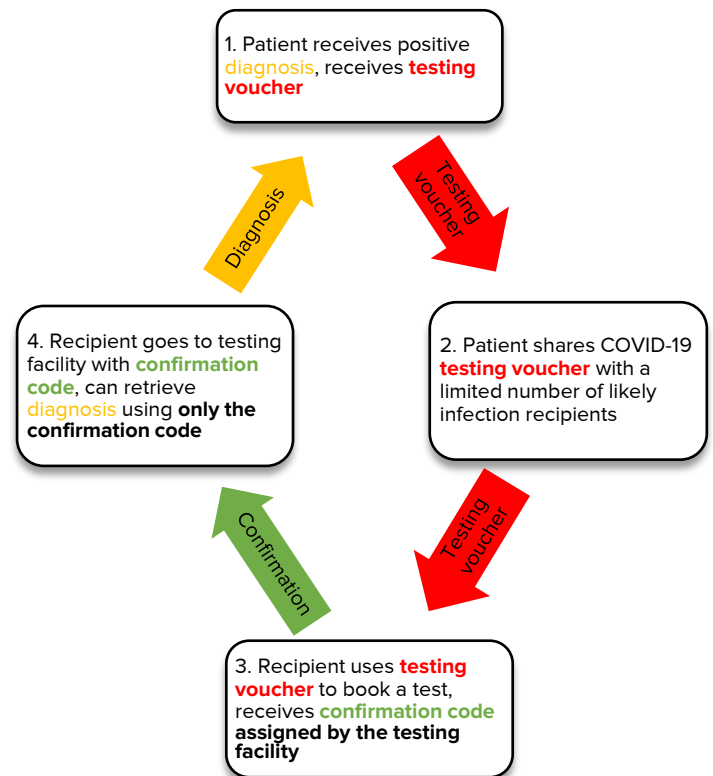 1. Patient receives positive
diagnosis, receives testing
voucher
Testing
voucher
2. Patient shares COVID-19
testing voucher with a
limited number of likely
infection recipients
Testing
voucher
3. Recipient uses testing
voucher to book a test,
receives confirmation code
assigned by the testing
facility
Confirmation
4. Recipient goes to testing
facility with confirmation
code, can retrieve
diagnosis using only the
confirmation code
Diagnosis